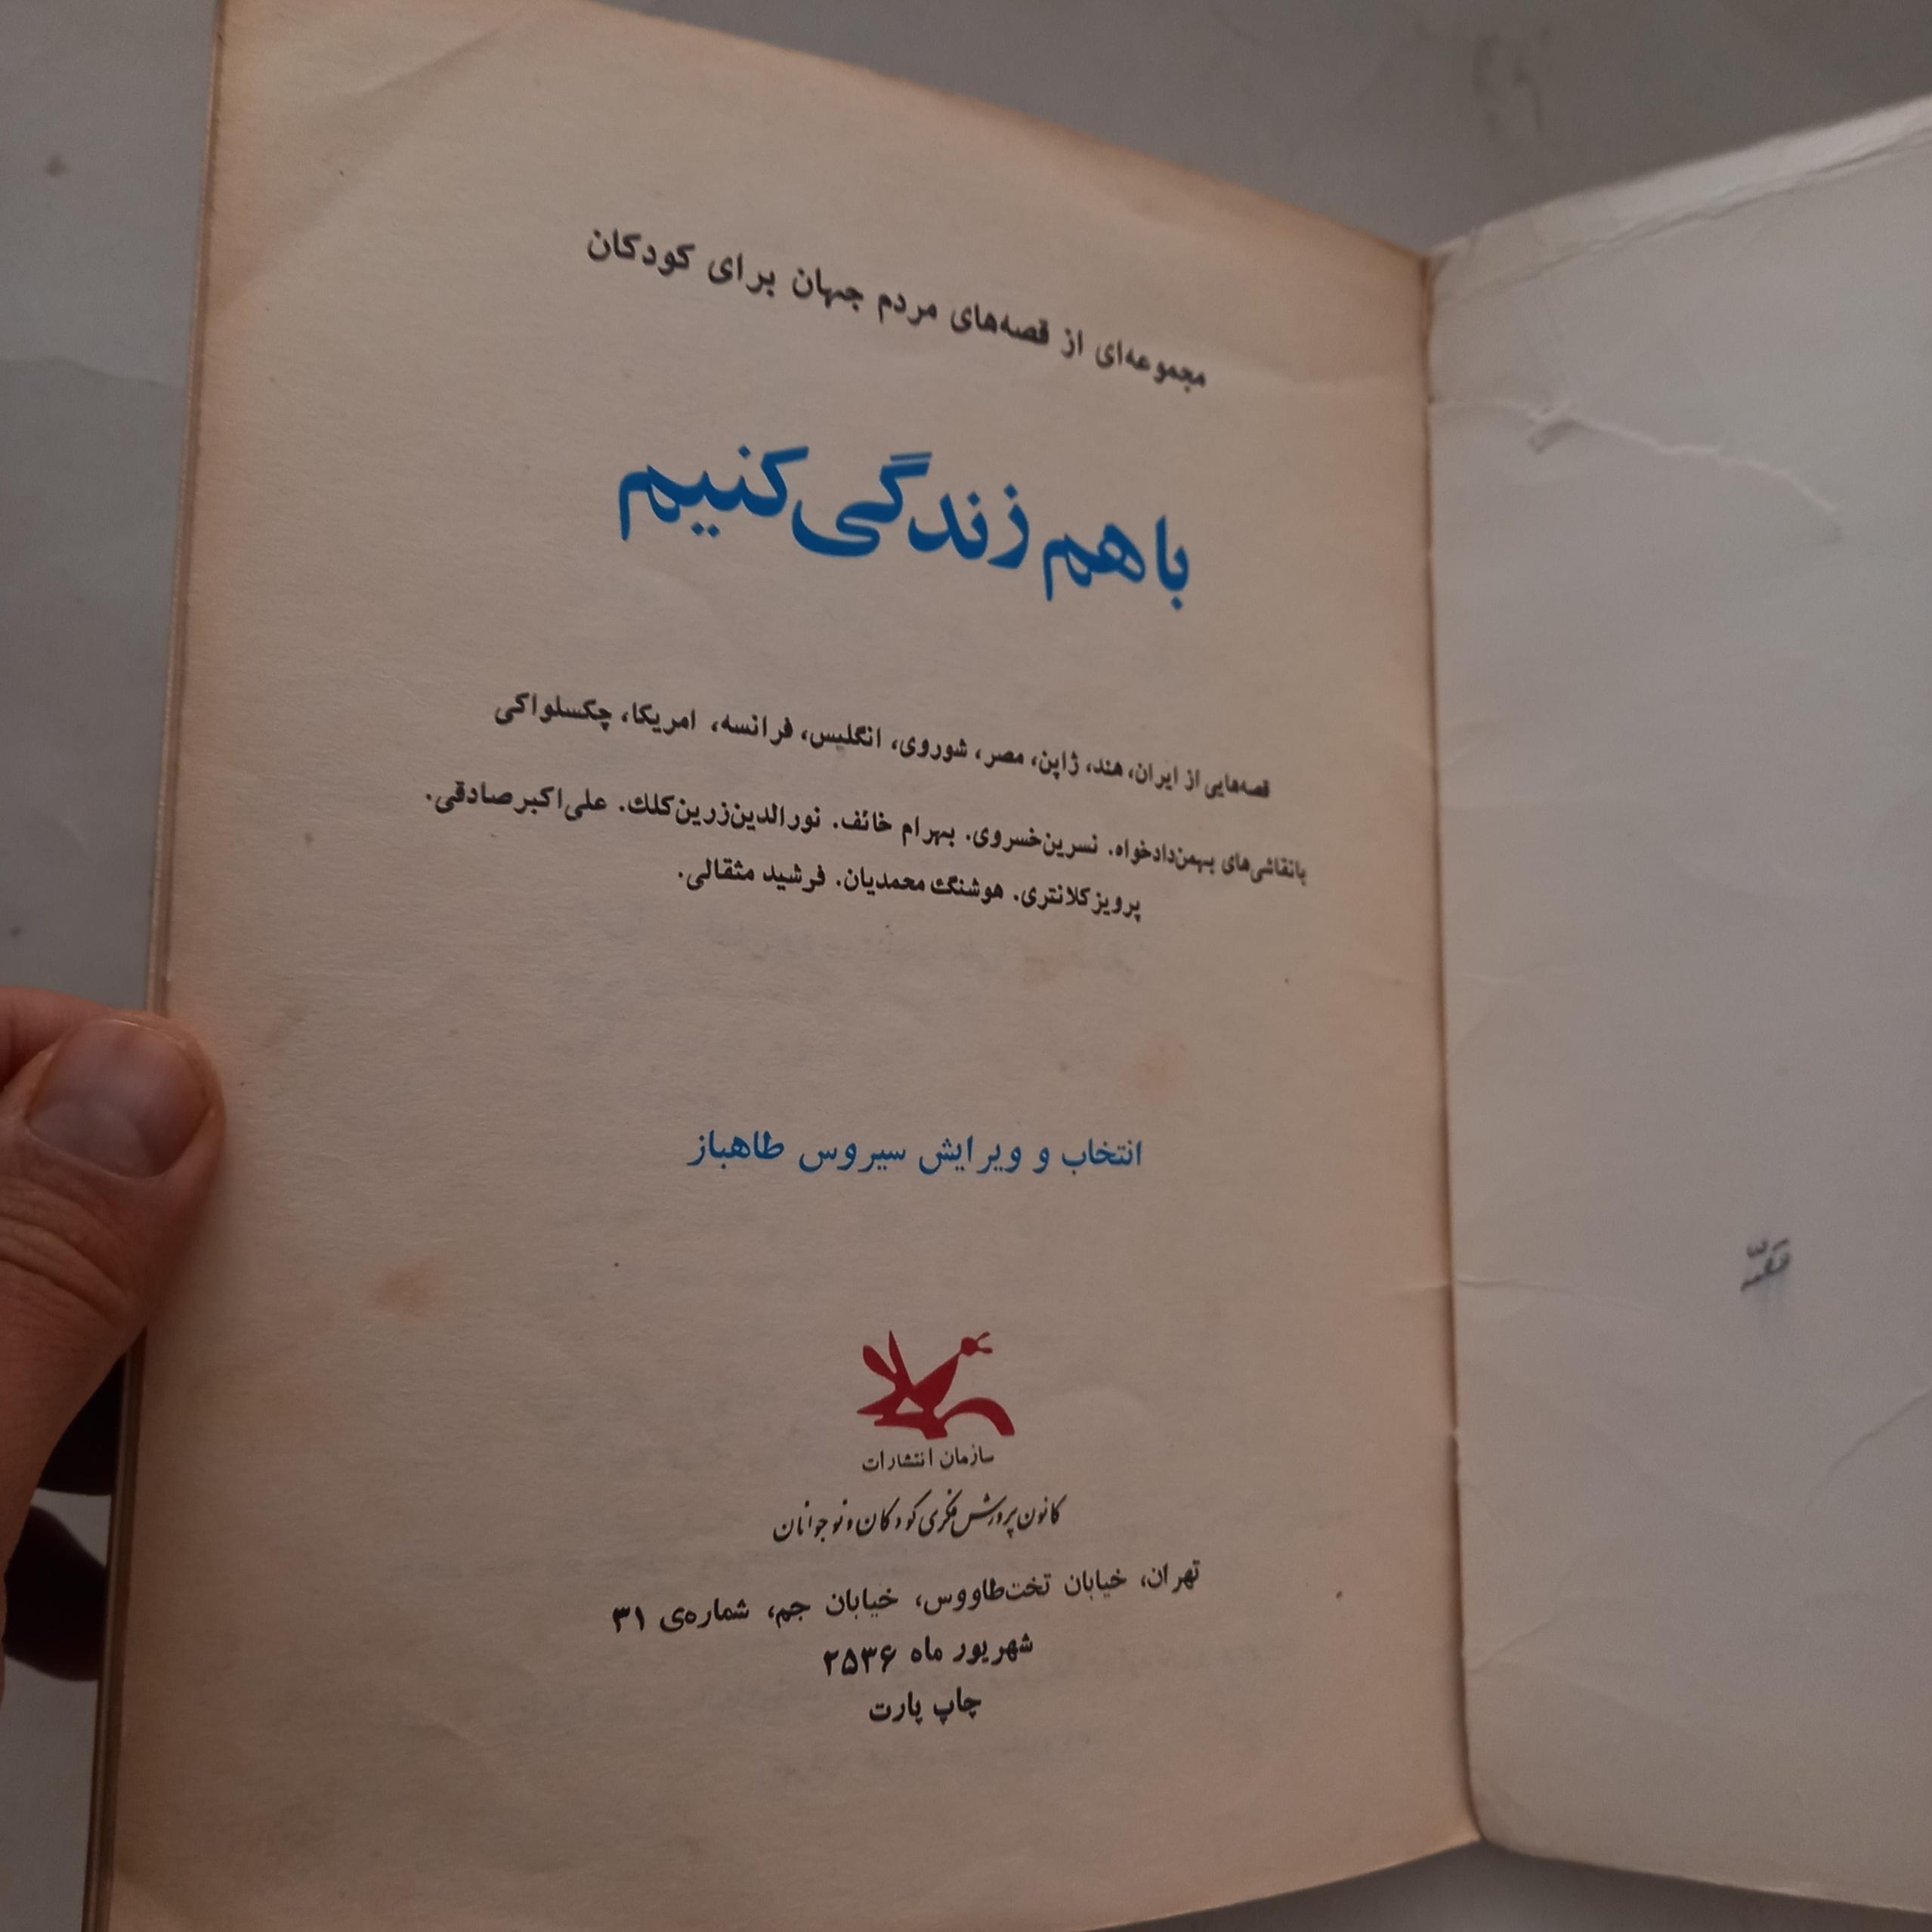 مجموعه‌ای از قصه‌های مردم جهان برای کودکان
با هم زندگی کنیم
قصه‌هایی از ایران، هند، ژاپن، مصر، شوروی، انگلیس، فرانسه، امریکا، چکسلواکی
با نقاشی‌های بهمن دادخواه. نسرین خسروی. بهرام خائف. نورالدین زرین کلک. علی اکبر صادقی.
پرویز کلانتری. هوشنگ محمدیان. فرشید مثقالی.
انتخاب و ویرایش سیروس طاهباز
سازمان انتشارات
کانون پرورش فکری کودکان و نوجوانان
تهران، خیابان تخت‌طاووس، خیابان جم، شماره‌ی ۳۱
شهریور ماه ۲۵۳۶
چاپ پارت